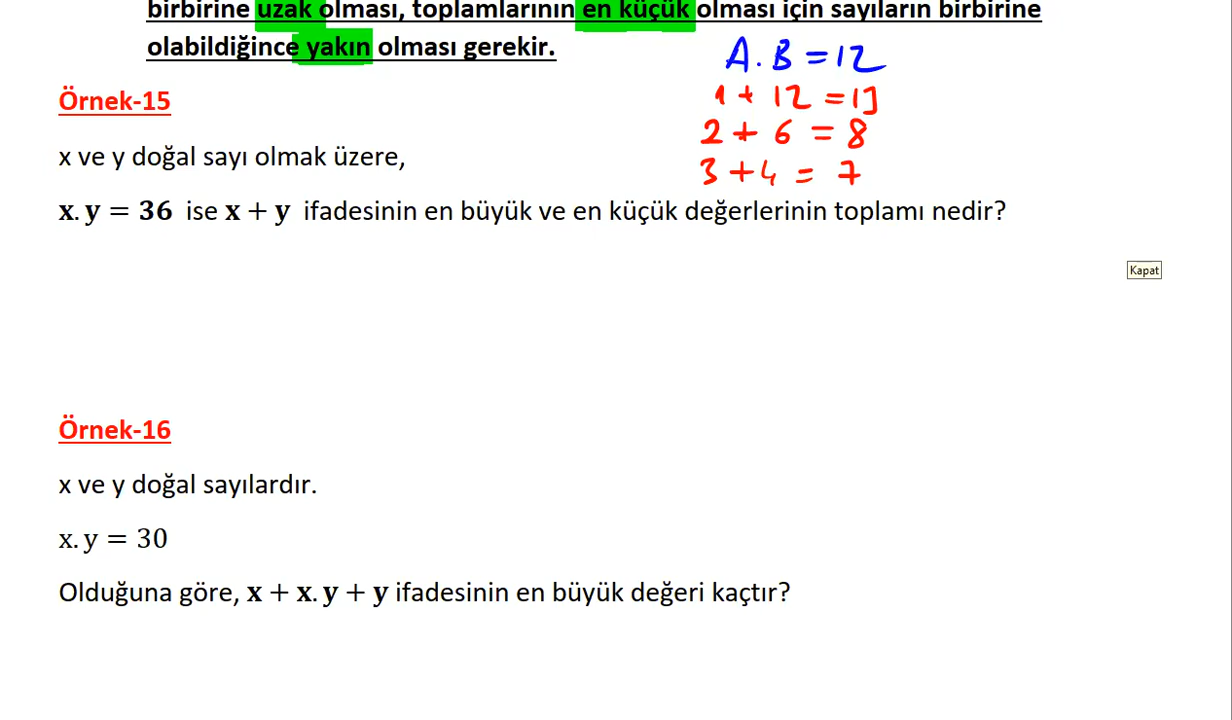 birbirine uzak olması, toplamlarının en küçük olması için sayıların birbirine
olabildiğince yakın olması gerekir.
A. B = 12
1 + 12 = 13
2 + 6 = 8
3 + 4 = 7
Örnek-15
x ve y doğal sayı olmak üzere,
x. y = 36 ise x + y ifadesinin en büyük ve en küçük değerlerinin toplamı nedir?
Kapat
Örnek-16
x ve y doğal sayılardır.
x. y = 30
Olduğuna göre, x + x. y + y ifadesinin en büyük değeri kaçtır?